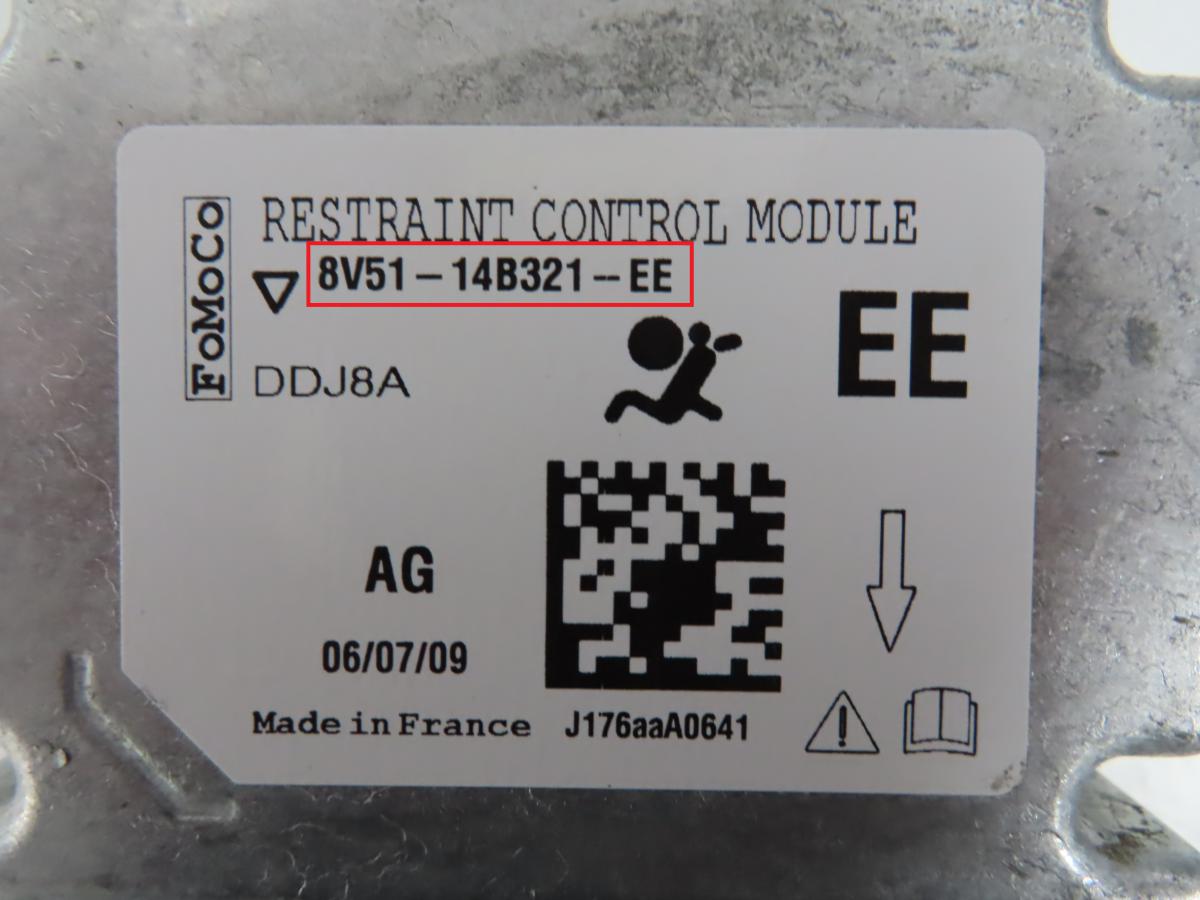 FoMoCo
RESTRAINT CONTROL MODULE
8V51-14B321--EE
EE
DDJ8A
AG
06/07/09
Made in France
J176aaA0641